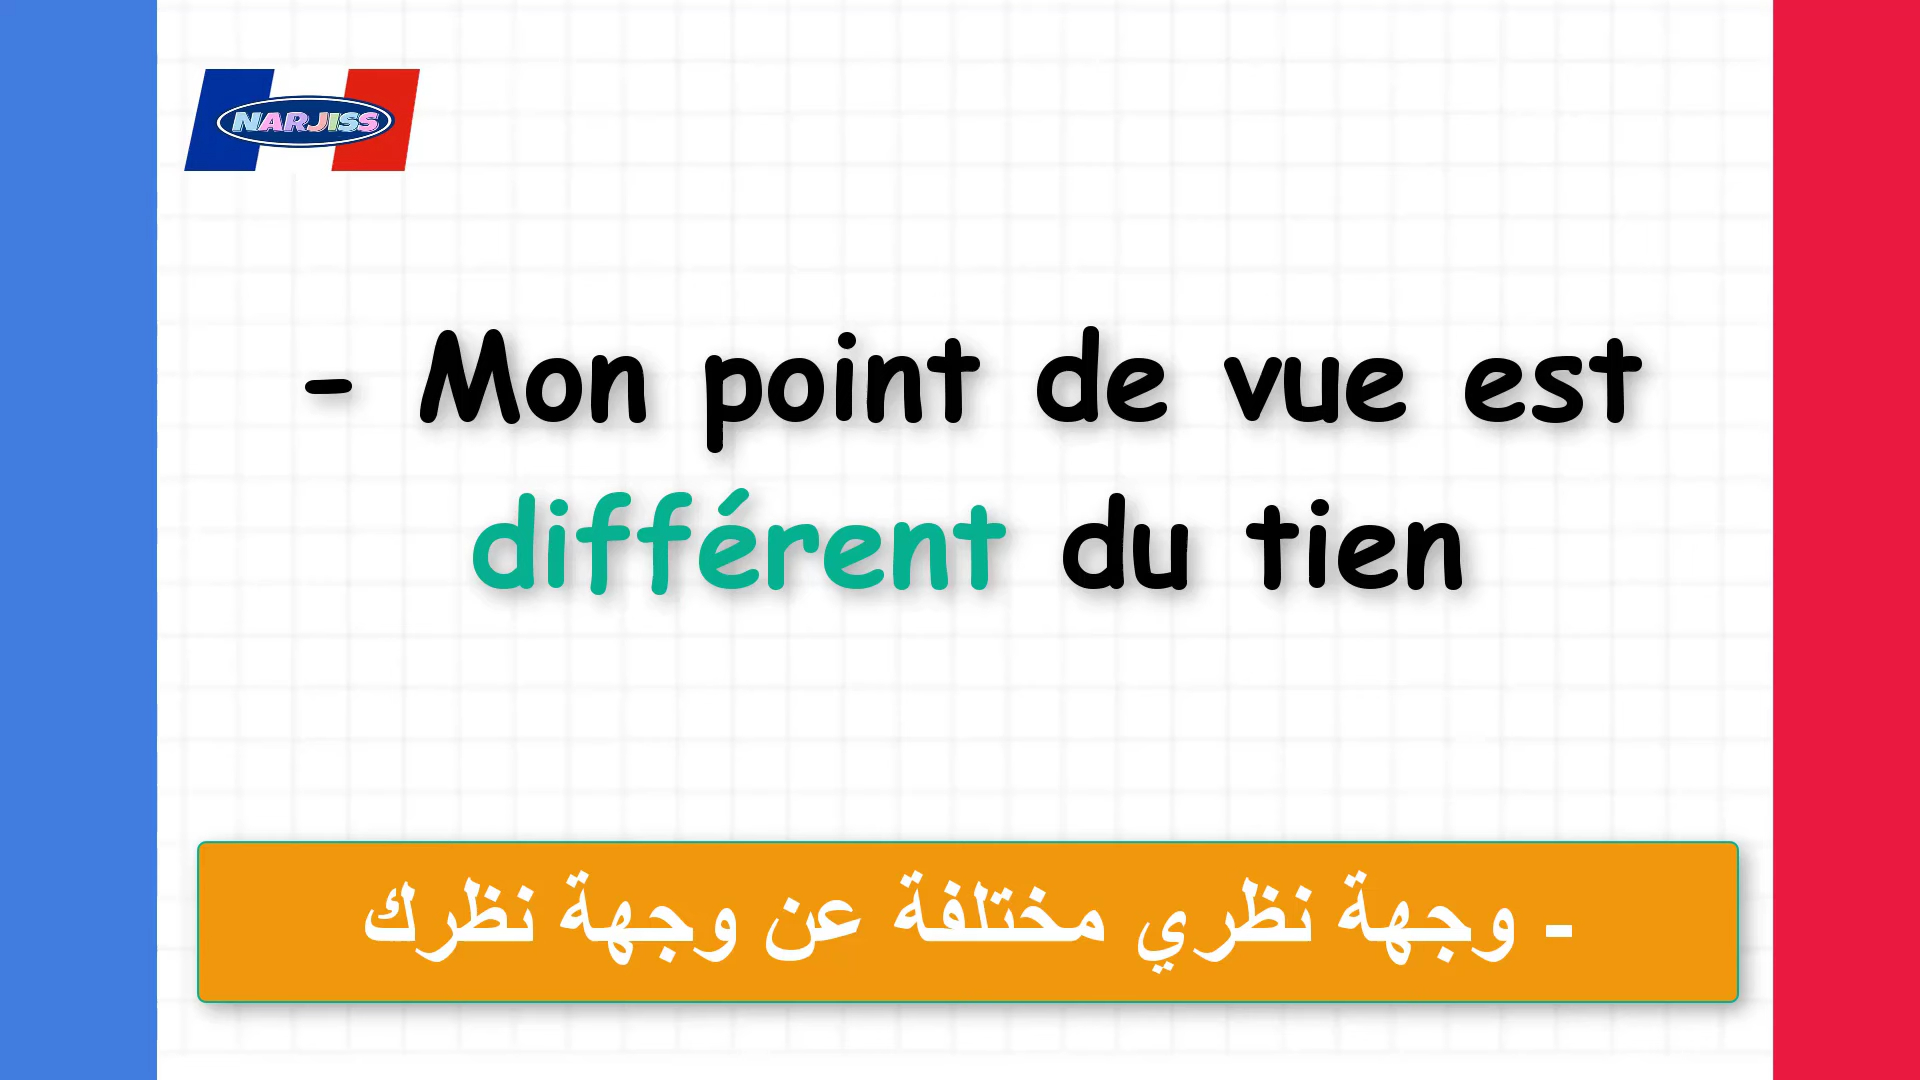 NARJISS
- Mon point de vue est
différent du tien
- وجهة نظري مختلفة عن وجهة نظرك